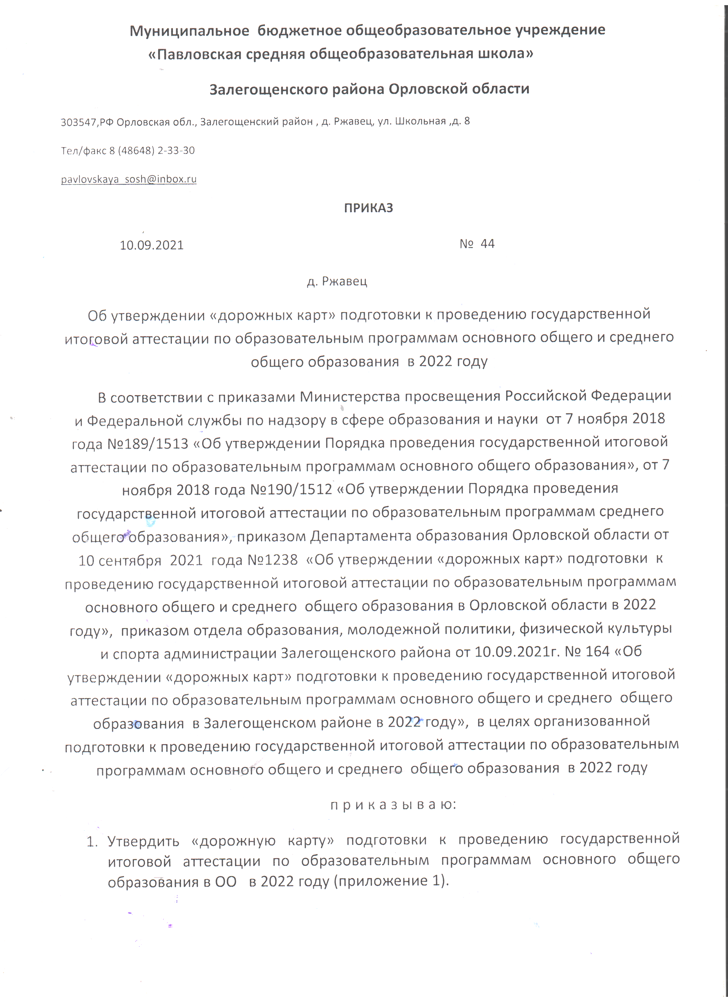 Муниципальное бюджетное общеобразовательное учреждение
«Павловская средняя общеобразовательная школа»
Залегощенского района Орловской области
303547,РФ Орловская обл., Залегощенский район , д. Ржавец, ул. Школьная ,д. 8
Тел/факс 8 (48648) 2-33-30
pavlovskaya_sosh@inbox.ru
ПРИКАЗ
10.09.2021 № 44
д. Ржавец
Об утверждении «дорожных карт» подготовки к проведению государственной
итоговой аттестации по образовательным программам основного общего и среднего
общего образования в 2022 году
В соответствии с приказами Министерства просвещения Российской Федерации
и Федеральной службы по надзору в сфере образования и науки от 7 ноября 2018
года №189/1513 «Об утверждении Порядка проведения государственной итоговой
аттестации по образовательным программам основного общего образования», от 7
ноября 2018 года №190/1512 «Об утверждении Порядка проведения
государственной итоговой аттестации по образовательным программам среднего
общего образования», приказом Департамента образования Орловской области от
10 сентября 2021 года №1238 «Об утверждении «дорожных карт» подготовки к
проведению государственной итоговой аттестации по образовательным программам
основного общего и среднего общего образования в Орловской области в 2022
году», приказом отдела образования, молодежной политики, физической культуры
и спорта администрации Залегощенского района от 10.09.2021г. № 164 «Об
утверждении «дорожных карт» подготовки к проведению государственной итоговой
аттестации по образовательным программам основного общего и среднего общего
образования в Залегощенском районе в 2022 году», в целях организованной
подготовки к проведению государственной итоговой аттестации по образовательным
программам основного общего и среднего общего образования в 2022 году
п р и к а з ы в а ю:
1. Утвердить «дорожную карту» подготовки к проведению государственной
итоговой аттестации по образовательным программам основного общего
образования в ОО в 2022 году (приложение 1).